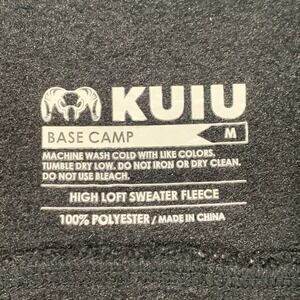 KUIU
BASE CAMP M
MACHINE WASH COLD WITH LIKE COLORS.
TUMBLE DRY LOW. DO NOT IRON OR DRY CLEAN.
DO NOT USE BLEACH.
HIGH LOFT SWEATER FLEECE
100% POLYESTER / MADE IN CHINA